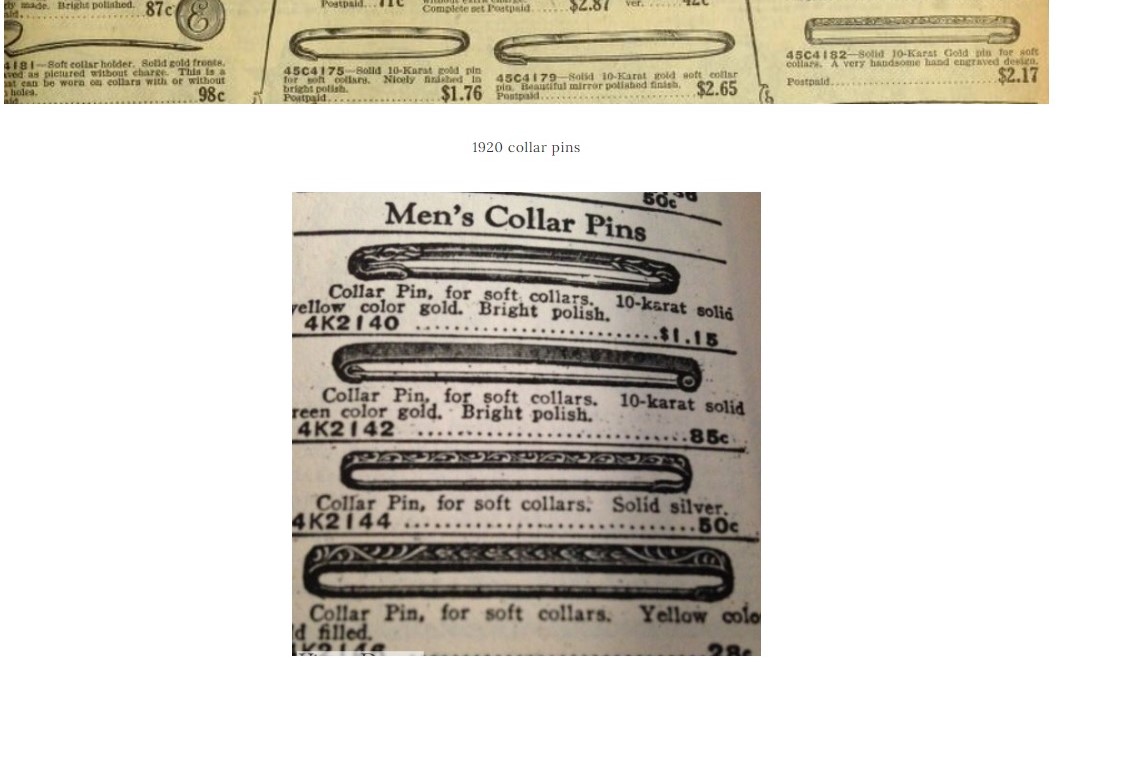 ly made. Bright polished. 87c
E
Postpaid... 11c
Complete set Postpaid......$2.87
ver. ....42c
4181—Soft collar holder. Solid gold fronts.
ved as pictured without charge. This is a
st can be worn on collars with or without
holes.
98c
45C4175—Solid 10-Karat gold pin
for soft collars. Nicely finished in
bright polish.
Postpaid....................$1.76
45C4179—Solid 10-Karat gold soft collar
pin. Beautiful mirror polished finish.
Postpaid....................$2.65
45C4182—Solid 10-Karat Gold pin for soft
collars. A very handsome hand engraved design.
Postpaid....................$2.17
1920 collar pins
50c
Men's Collar Pins
Collar Pin, for soft collars. 10-karat solid
yellow color gold. Bright polish.
4K2140 ....................$1.15
Collar Pin, for soft collars. 10-karat solid
reen color gold. Bright polish.
4K2142 ....................85c
Collar Pin, for soft collars. Solid silver.
4K2144 ....................50c
Collar Pin, for soft collars. Yellow colo
d filled.
4K2146 28c